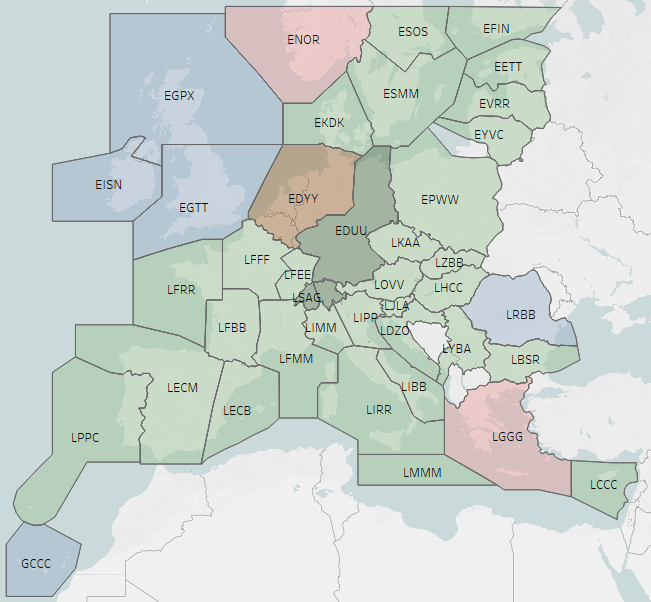 ENOR
ESOS
EFIN
EETT
EGPX
ESMM
EVRR
EKDK
EYVC
EISN
EGTT
EDYY
EPWW
EDUU
LKAA
LFFF
LZBB
LFEE
LOVV
LHCC
LFRR
LSAG
LJLA
LRBB
LIPP
LFBB
LIMM
LDZO
LYBA
LFMM
LBSR
LECM
LIBB
LECB
LIRR
LPPC
LGGG
LMMM
LCCC
GCCC